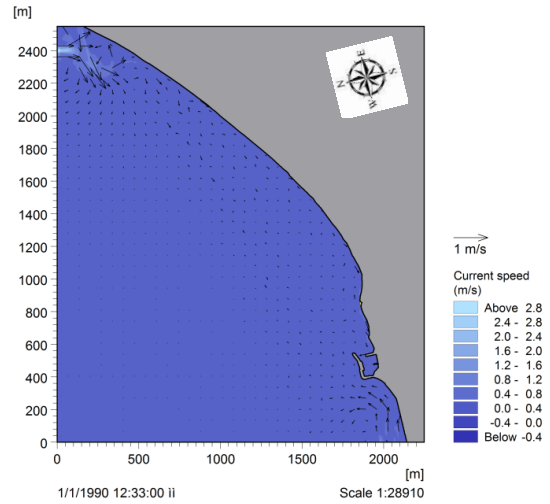 [m]
2400
2200
2000
1800
1600
1400
1200
1000
800
600
400
200
0
0 500 1000 1500 2000
[m]
E
S
N
W
1 m/s
Current speed
(m/s)
Above 2.8
2.4 - 2.8
2.0 - 2.4
1.6 - 2.0
1.2 - 1.6
0.8 - 1.2
0.4 - 0.8
0.0 - 0.4
-0.4 - 0.0
Below -0.4
1/1/1990 12:33:00 ìì Scale 1:28910